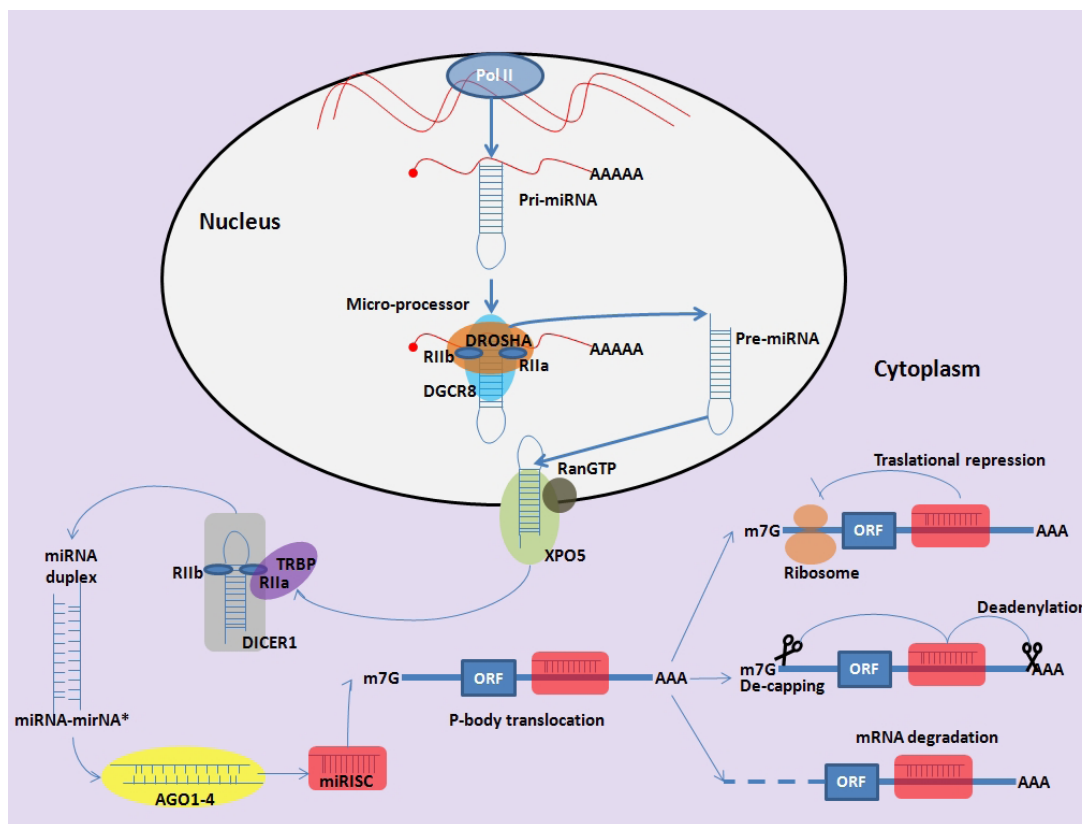 Pol II
AAAAA
Pri-miRNA
Nucleus
Micro-processor
DROSHA
AAAAA
RIIb
RIIa
DGCR8
Pre-miRNA
Cytoplasm
RanGTP
XPO5
Traslational repression
m7G
ORF
AAA
Ribosome
miRNA
duplex
RIIb
TRBP
RIIa
DICER1
Deadenylation
m7G
ORF
AAA
De-capping
m7G
ORF
AAA
P-body translocation
miRNA-mirNA*
AGO1-4
miRISC
mRNA degradation
ORF
AAA